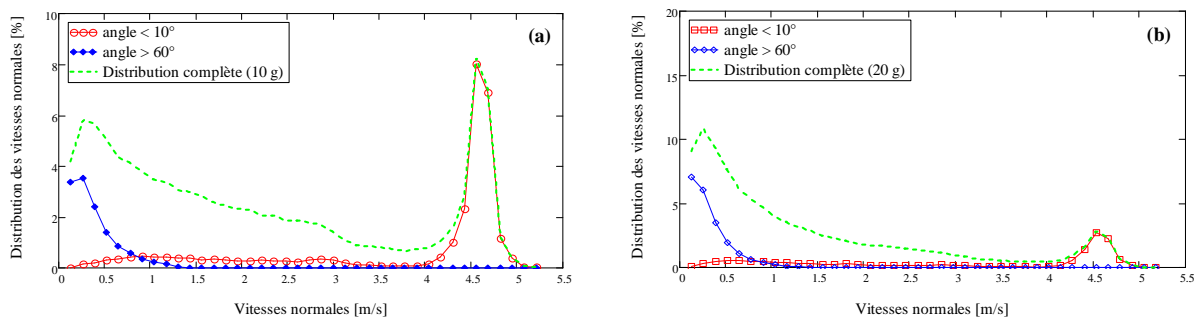 Distribution des vitesses normales [%]
10
8
6
4
2
0
angle < 10°
angle > 60°
Distribution complète (10 g)
(a)
0 0.5 1 1.5 2 2.5 3 3.5 4 4.5 5 5.5
Vitesses normales [m/s]
Distribution des vitesses normales [%]
20
15
10
5
0
angle < 10°
angle > 60°
Distribution complète (20 g)
(b)
0 0.5 1 1.5 2 2.5 3 3.5 4 4.5 5 5.5
Vitesses normales [m/s]